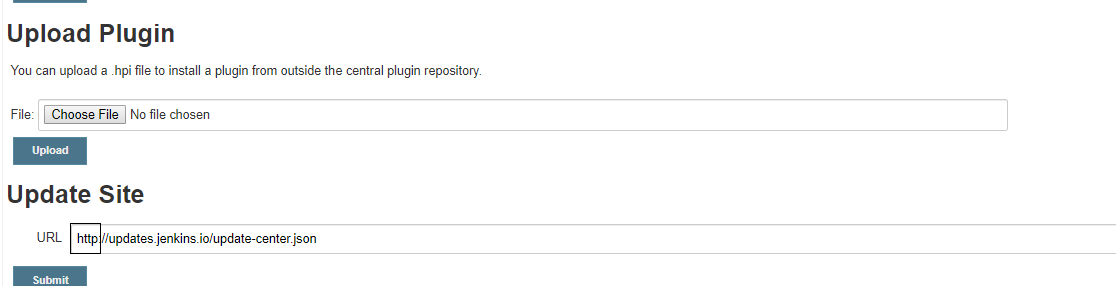 Upload Plugin
You can upload a .hpi file to install a plugin from outside the central plugin repository.
File: Choose File No file chosen
Upload
Update Site
URL http://updates.jenkins.io/update-center.json
Submit